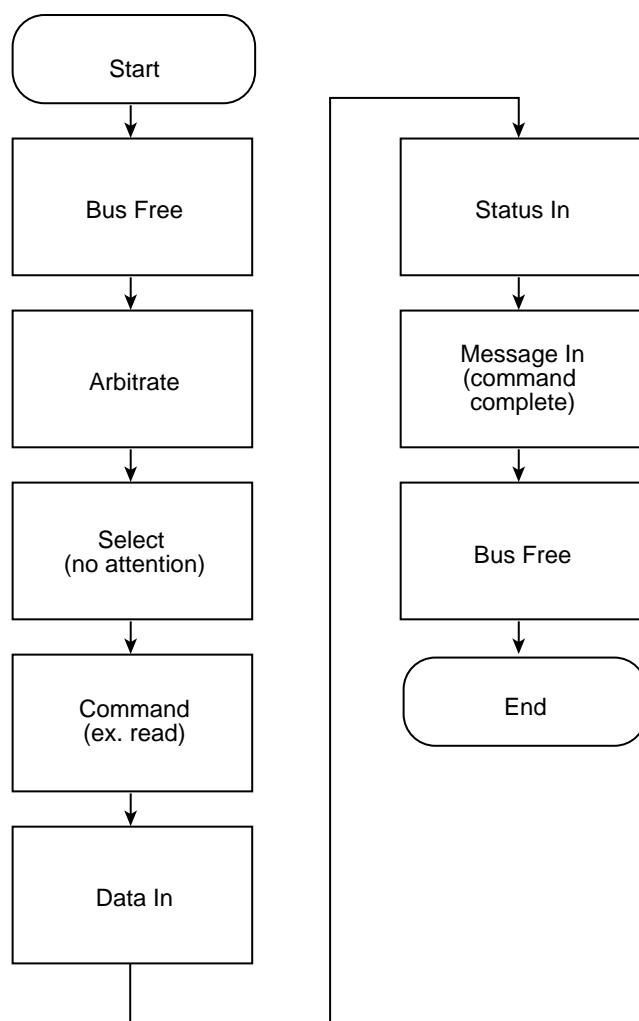 Start
Bus Free
Arbitrate
Select
(no attention)
Command
(ex. read)
Data In
Status In
Message In
(command
complete)
Bus Free
End